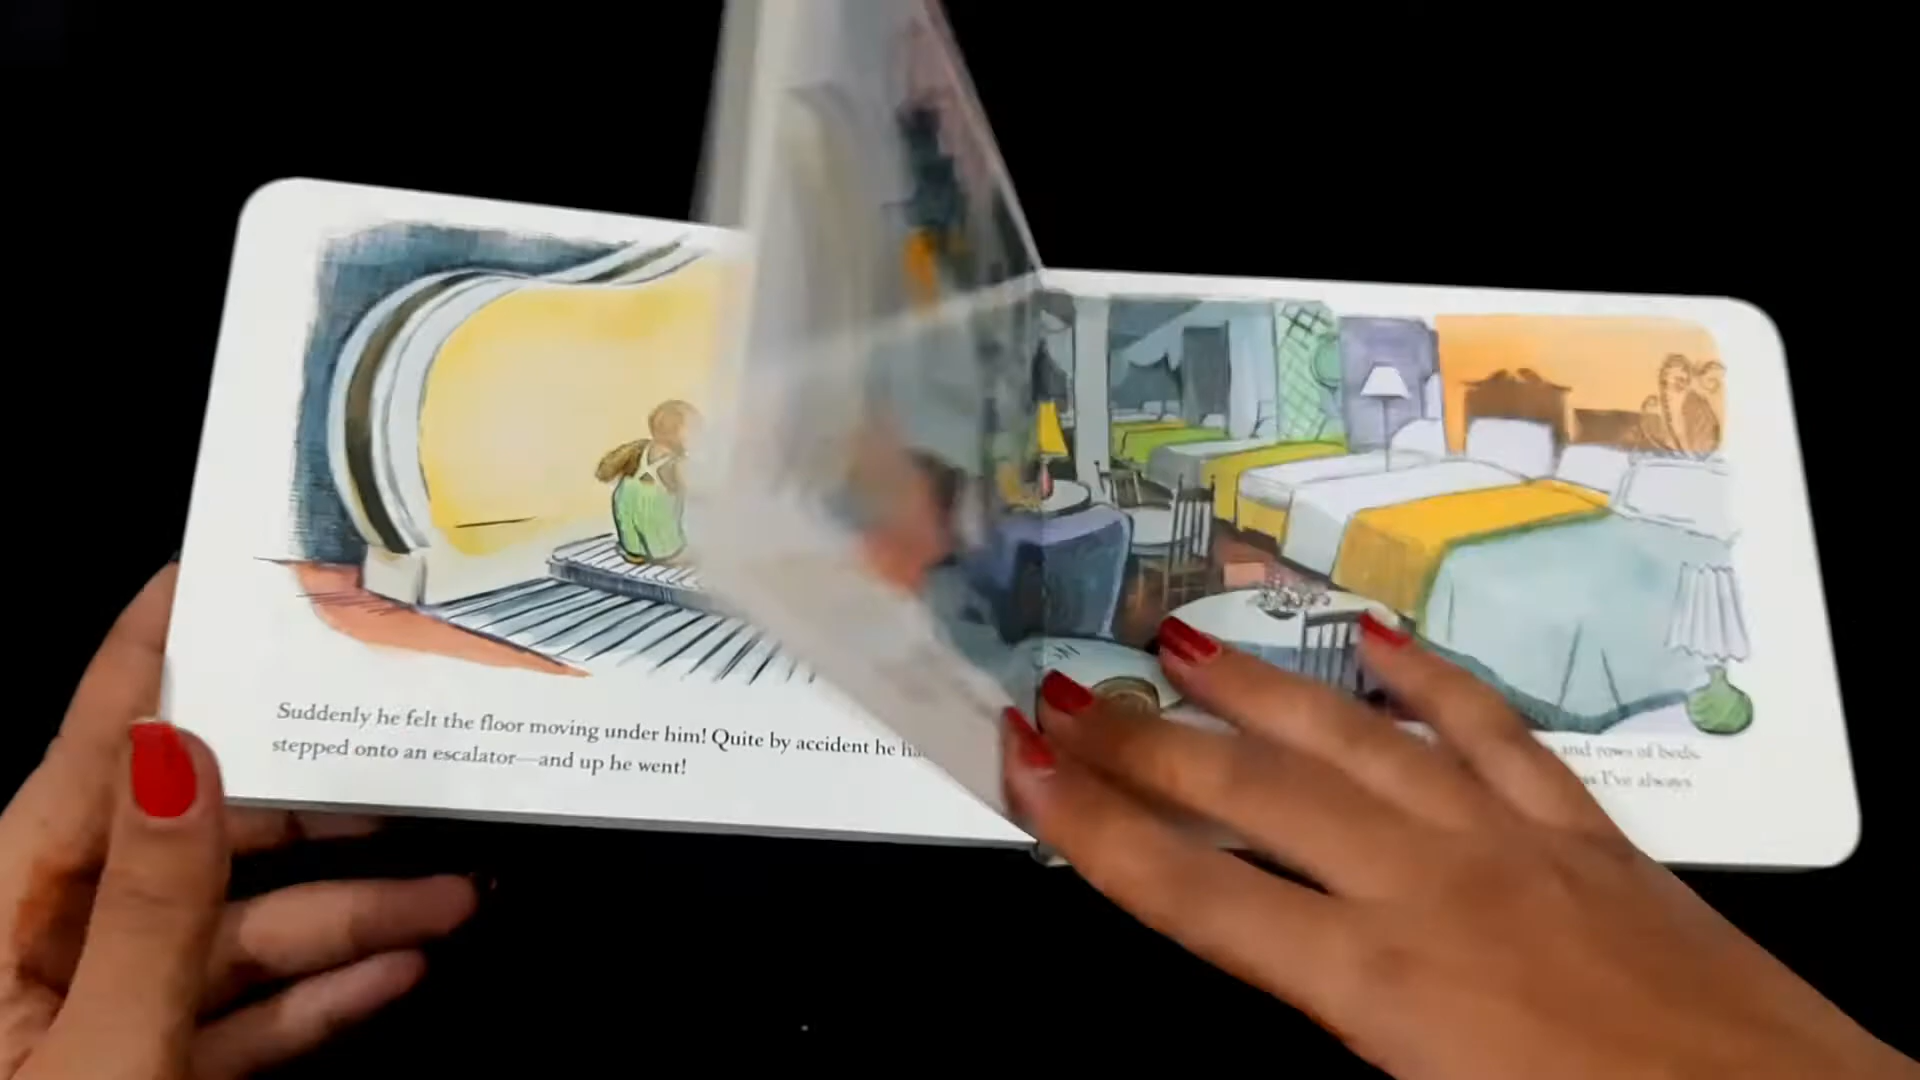 Suddenly he felt the floor moving under him! Quite by accident he
stepped onto an escalator—and up he went!
and rows of beds.
I've always